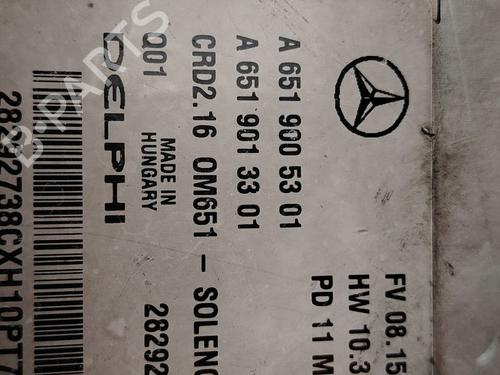 A 651 900 53 01
A 651 901 33 01
CRD2.16 OM651 - SOLENO
Q01
MADE IN
HUNGARY
DELPHI
FV 08.15
HW 10.3
PD 11 M
28292
B-PARTS